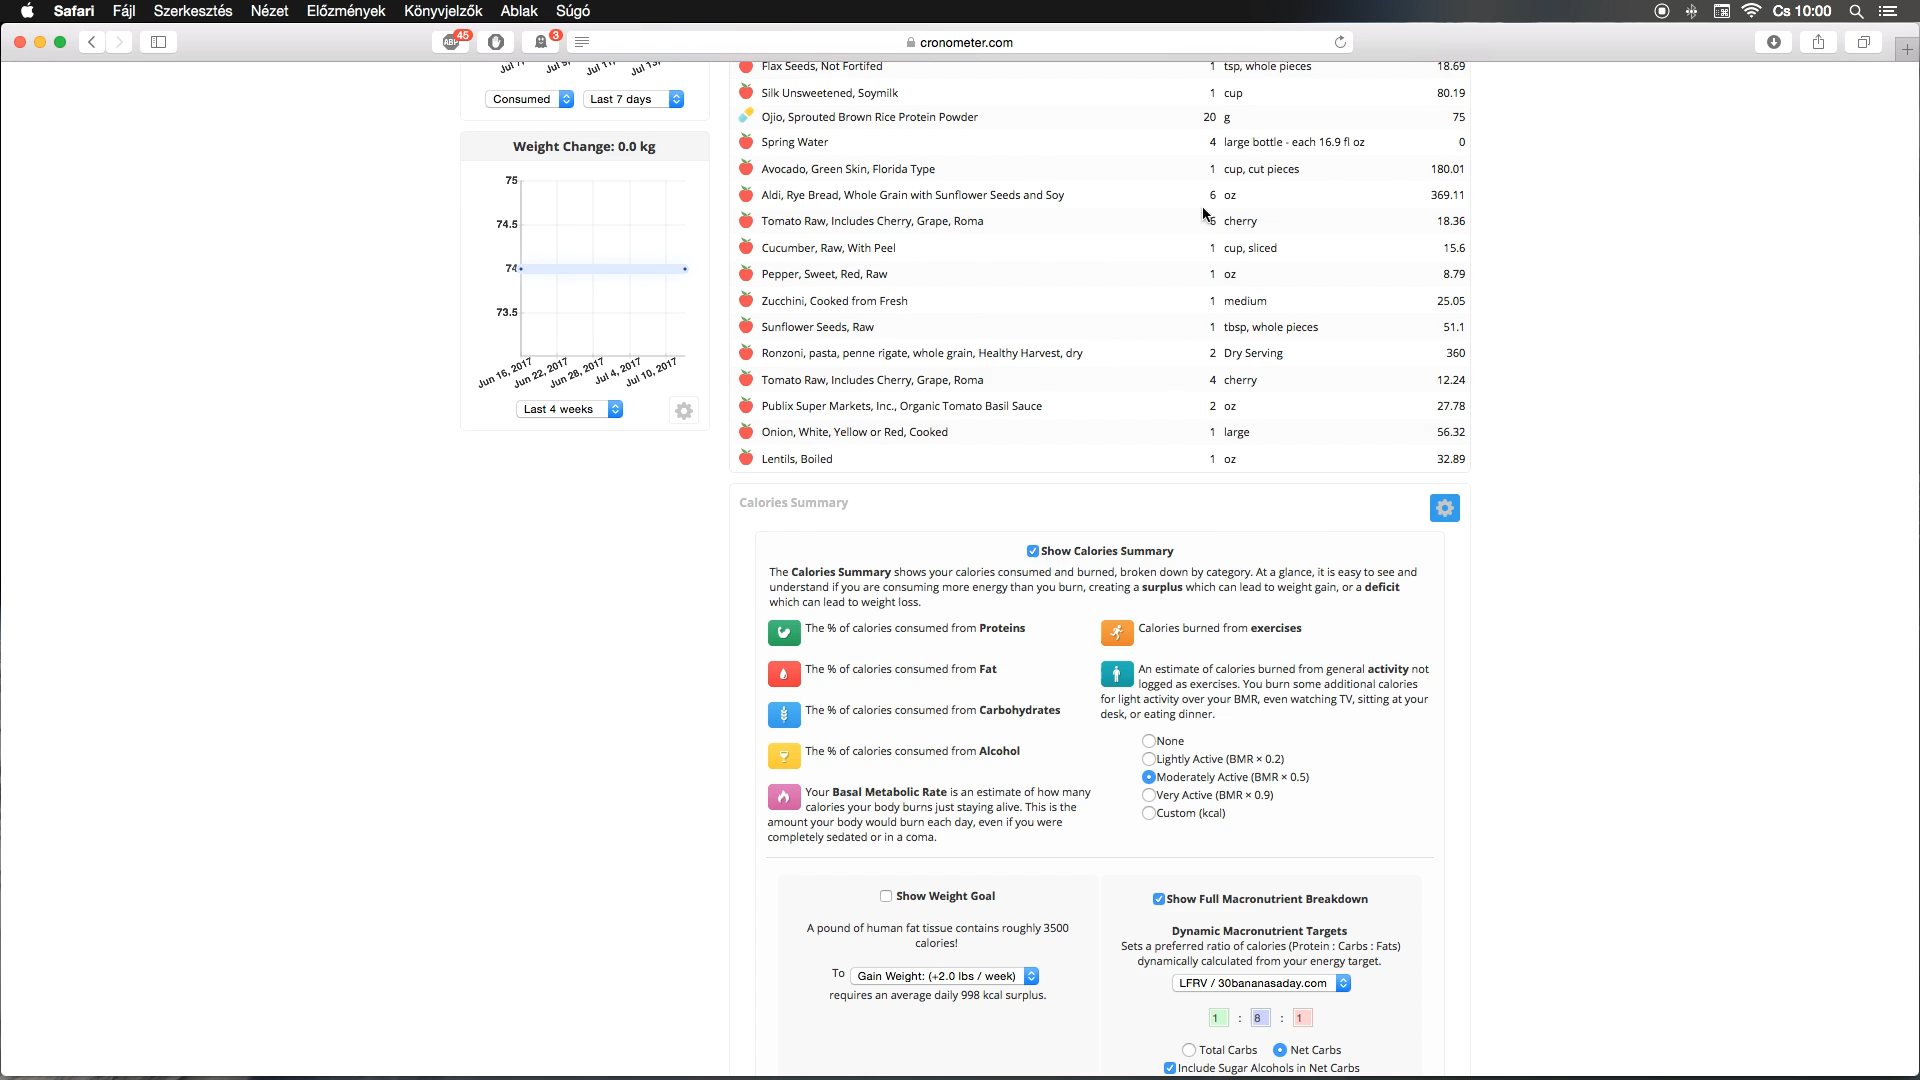 Safari Fájl Szerkesztés Nézet Előzmények Könyvjelzők Ablak Súgó
Cs 10:00
ABP 45
3
cronometer.com
Jul 7, Jul 9, Jul 11, Jul 13,
Consumed Last 7 days
Weight Change: 0.0 kg
75
74.5
74
73.5
Jun 16, 2017 Jun 22, 2017 Jun 28, 2017 Jul 4, 2017 Jul 10, 2017
Last 4 weeks
Flax Seeds, Not Fortifed 1 tsp, whole pieces 18.69
Silk Unsweetened, Soymilk 1 cup 80.19
Ojio, Sprouted Brown Rice Protein Powder 20 g 75
Spring Water 4 large bottle - each 16.9 fl oz 0
Avocado, Green Skin, Florida Type 1 cup, cut pieces 180.01
Aldi, Rye Bread, Whole Grain with Sunflower Seeds and Soy 6 oz 369.11
Tomato Raw, Includes Cherry, Grape, Roma 6 cherry 18.36
Cucumber, Raw, With Peel 1 cup, sliced 15.6
Pepper, Sweet, Red, Raw 1 oz 8.79
Zucchini, Cooked from Fresh 1 medium 25.05
Sunflower Seeds, Raw 1 tbsp, whole pieces 51.1
Ronzoni, pasta, penne rigate, whole grain, Healthy Harvest, dry 2 Dry Serving 360
Tomato Raw, Includes Cherry, Grape, Roma 4 cherry 12.24
Publix Super Markets, Inc., Organic Tomato Basil Sauce 2 oz 27.78
Onion, White, Yellow or Red, Cooked 1 large 56.32
Lentils, Boiled 1 oz 32.89
Calories Summary
Show Calories Summary
The Calories Summary shows your calories consumed and burned, broken down by category. At a glance, it is easy to see and
understand if you are consuming more energy than you burn, creating a surplus which can lead to weight gain, or a deficit
which can lead to weight loss.
The % of calories consumed from Proteins
The % of calories consumed from Fat
The % of calories consumed from Carbohydrates
The % of calories consumed from Alcohol
Your Basal Metabolic Rate is an estimate of how many
calories your body burns just staying alive. This is the
amount your body would burn each day, even if you were
completely sedated or in a coma.
Calories burned from exercises
An estimate of calories burned from general activity not
logged as exercises. You burn some additional calories
for light activity over your BMR, even watching TV, sitting at your
desk, or eating dinner.
None
Lightly Active (BMR × 0.2)
Moderately Active (BMR × 0.5)
Very Active (BMR × 0.9)
Custom (kcal)
Show Weight Goal
A pound of human fat tissue contains roughly 3500
calories!
To Gain Weight: (+2.0 lbs / week)
requires an average daily 998 kcal surplus.
Show Full Macronutrient Breakdown
Dynamic Macronutrient Targets
Sets a preferred ratio of calories (Protein : Carbs : Fats)
dynamically calculated from your energy target.
LFRV / 30bananasaday.com
1 : 8 : 1
Total Carbs Net Carbs
Include Sugar Alcohols in Net Carbs